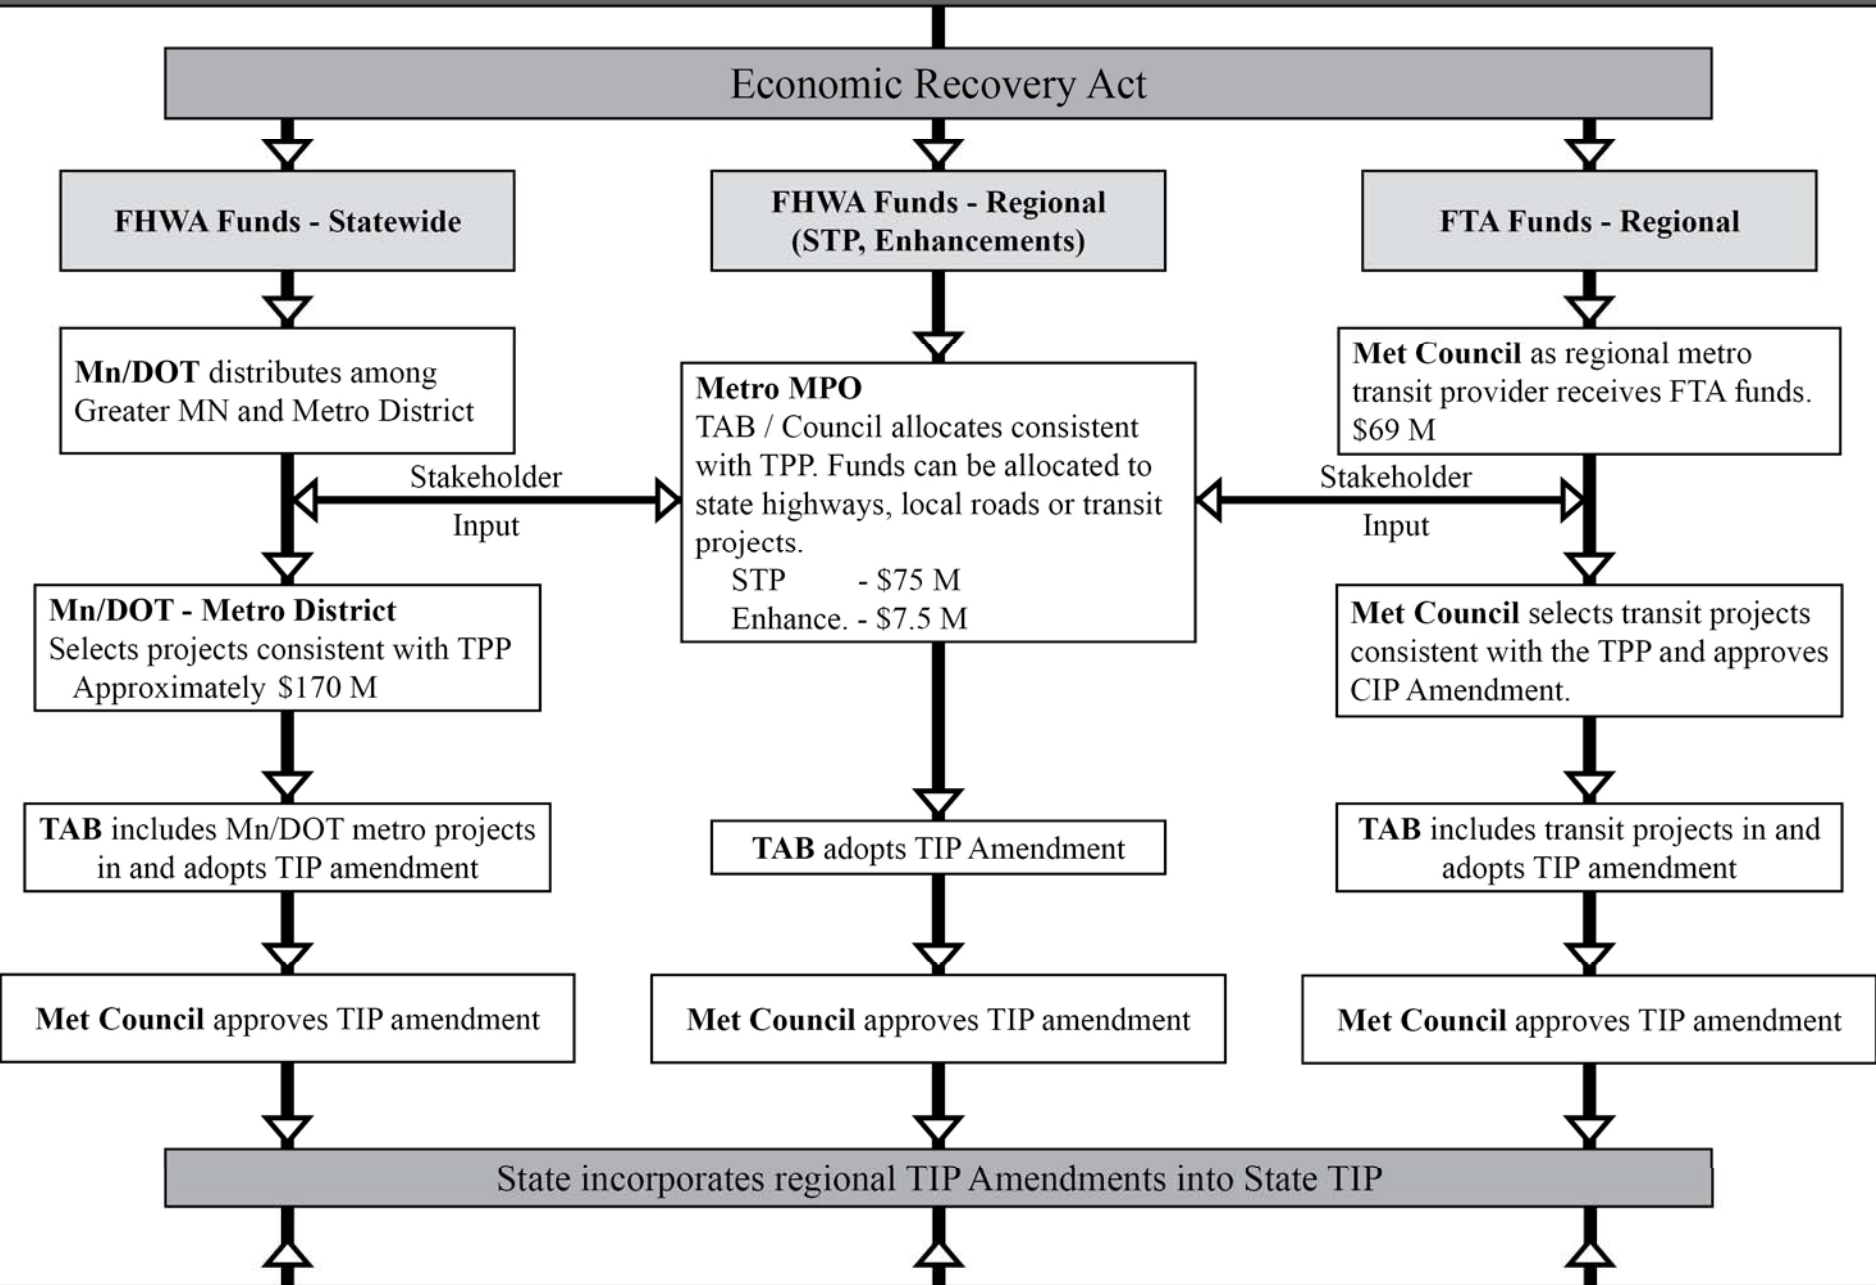 Economic Recovery Act
FHWA Funds - Statewide
FHWA Funds - Regional
(STP, Enhancements)
FTA Funds - Regional
Mn/DOT distributes among
Greater MN and Metro District
Metro MPO
TAB / Council allocates consistent
with TPP. Funds can be allocated to
state highways, local roads or transit
projects.
STP - $75 M
Enhance. - $7.5 M
Met Council as regional metro
transit provider receives FTA funds.
$69 M
Stakeholder
Input
Stakeholder
Input
Mn/DOT - Metro District
Selects projects consistent with TPP
Approximately $170 M
Met Council selects transit projects
consistent with the TPP and approves
CIP Amendment.
TAB includes Mn/DOT metro projects
in and adopts TIP amendment
TAB adopts TIP Amendment
TAB includes transit projects in and
adopts TIP amendment
Met Council approves TIP amendment
Met Council approves TIP amendment
Met Council approves TIP amendment
State incorporates regional TIP Amendments into State TIP